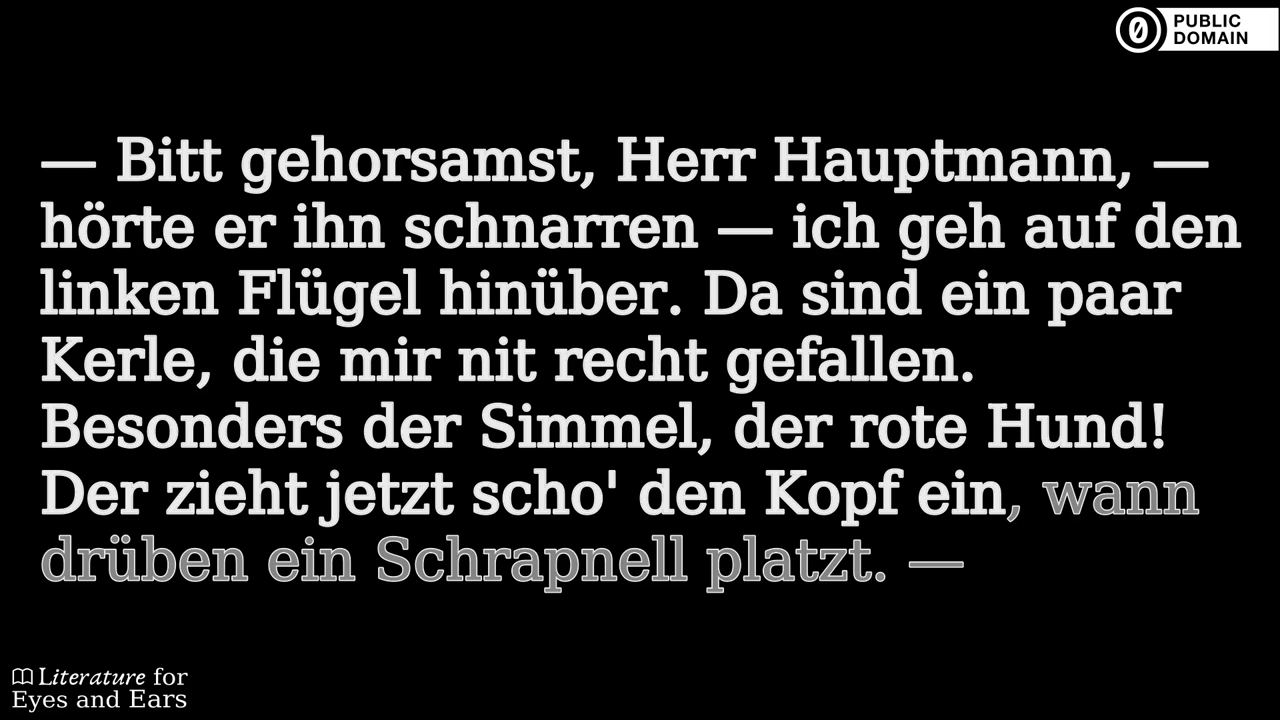 PUBLIC
DOMAIN
— Bitt gehorsamst, Herr Hauptmann, —
hörte er ihn schnarren — ich geh auf den
linken Flügel hinüber. Da sind ein paar
Kerle, die mir nit recht gefallen.
Besonders der Simmel, der rote Hund!
Der zieht jetzt scho' den Kopf ein, wann
drüben ein Schrapnell platzt. —
Literature for
Eyes and Ears